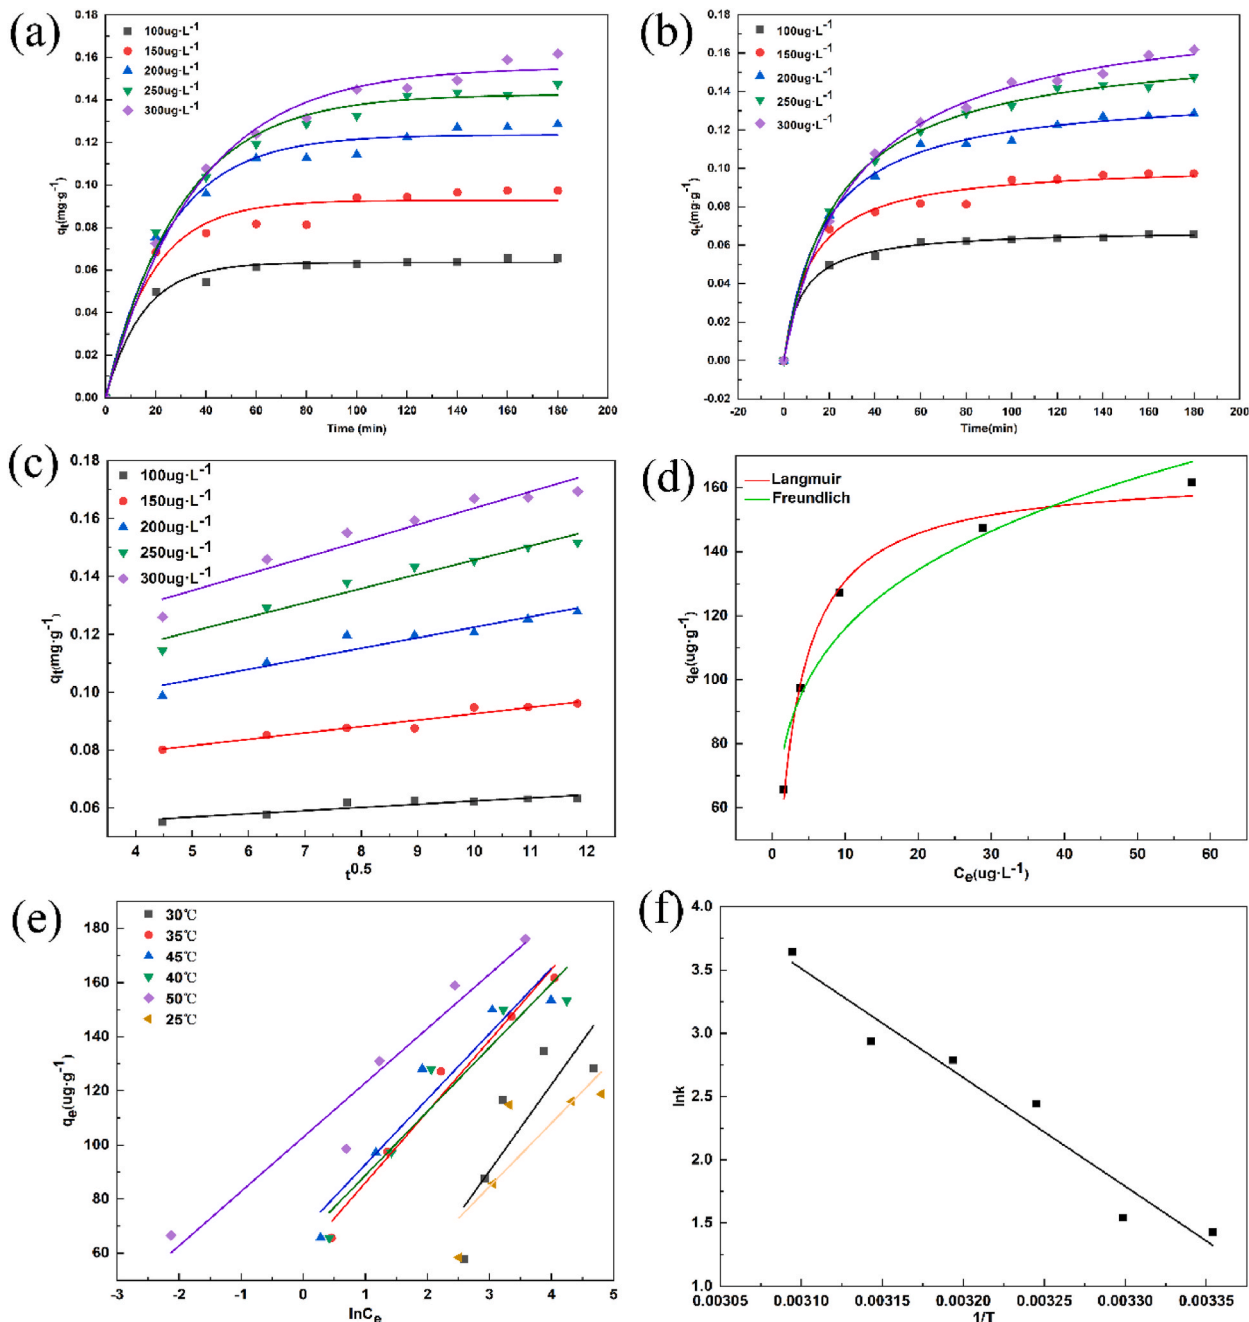 (a)
100ug·L-1
150ug·L-1
200ug·L-1
250ug·L-1
300ug·L-1
0.18
0.16
0.14
0.12
0.10
0.08
0.06
0.04
0.02
0.00
qt(mg·g-1)
0 20 40 60 80 100 120 140 160 180 200
Time (min)
(b)
100ug·L-1
150ug·L-1
200ug·L-1
250ug·L-1
300ug·L-1
0.18
0.16
0.14
0.12
0.10
0.08
0.06
0.04
0.02
0.00
-0.02
qt(mg·g-1)
-20 0 20 40 60 80 100 120 140 160 180 200
Time(min)
(c)
100ug·L-1
150ug·L-1
200ug·L-1
250ug·L-1
300ug·L-1
0.18
0.16
0.14
0.12
0.10
0.08
0.06
qt(mg·g-1)
4 5 6 7 8 9 10 11 12
t0.5
(d)
Langmuir
Freundlich
160
140
120
100
80
60
qe(ug·g-1)
0 10 20 30 40 50 60
Ce(ug·L-1)
(e)
30℃
35℃
45℃
40℃
50℃
25℃
180
160
140
120
100
80
60
qe(ug·g-1)
-3 -2 -1 0 1 2 3 4 5
lnCe
(f)
4.0
3.5
3.0
2.5
2.0
1.5
1.0
lnk
0.00305 0.00310 0.00315 0.00320 0.00325 0.00330 0.00335
1/T